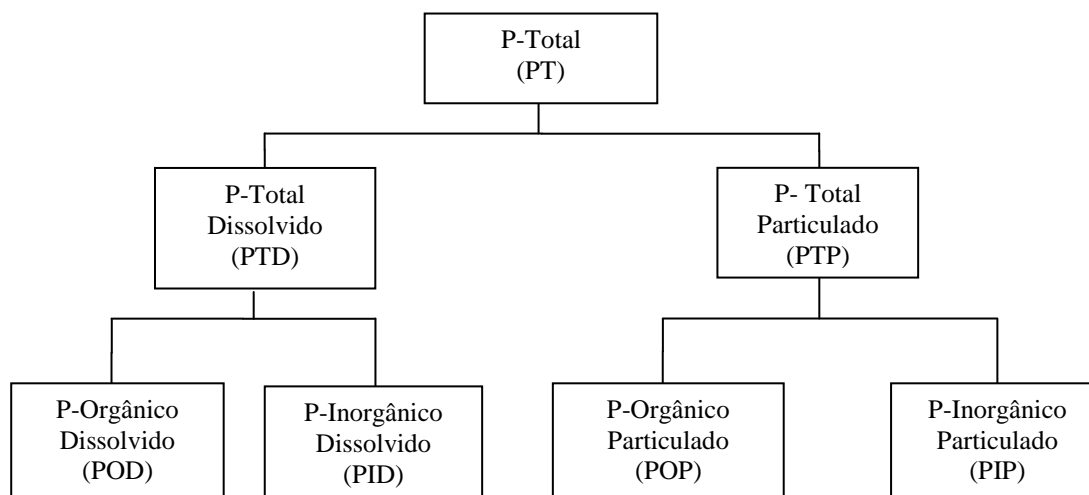 P-Total
(PT)
P-Total
Dissolvido
(PTD)
P- Total
Particulado
(PTP)
P-Orgânico
Dissolvido
(POD)
P-Inorgânico
Dissolvido
(PID)
P-Orgânico
Particulado
(POP)
P-Inorgânico
Particulado
(PIP)